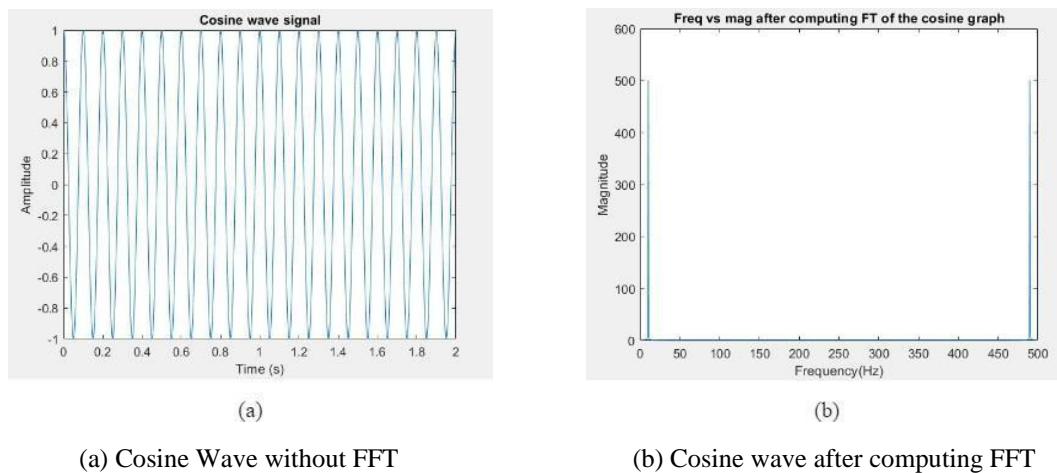 Cosine wave signal
1
0.8
0.6
0.4
0.2
0
-0.2
-0.4
-0.6
-0.8
-1
Amplitude
0 0.2 0.4 0.6 0.8 1 1.2 1.4 1.6 1.8 2
Time (s)
(a)
Freq vs mag after computing FT of the cosine graph
600
500
400
300
200
100
0
Magnitude
0 50 100 150 200 250 300 350 400 450 500
Frequency(Hz)
(b)
(a) Cosine Wave without FFT
(b) Cosine wave after computing FFT